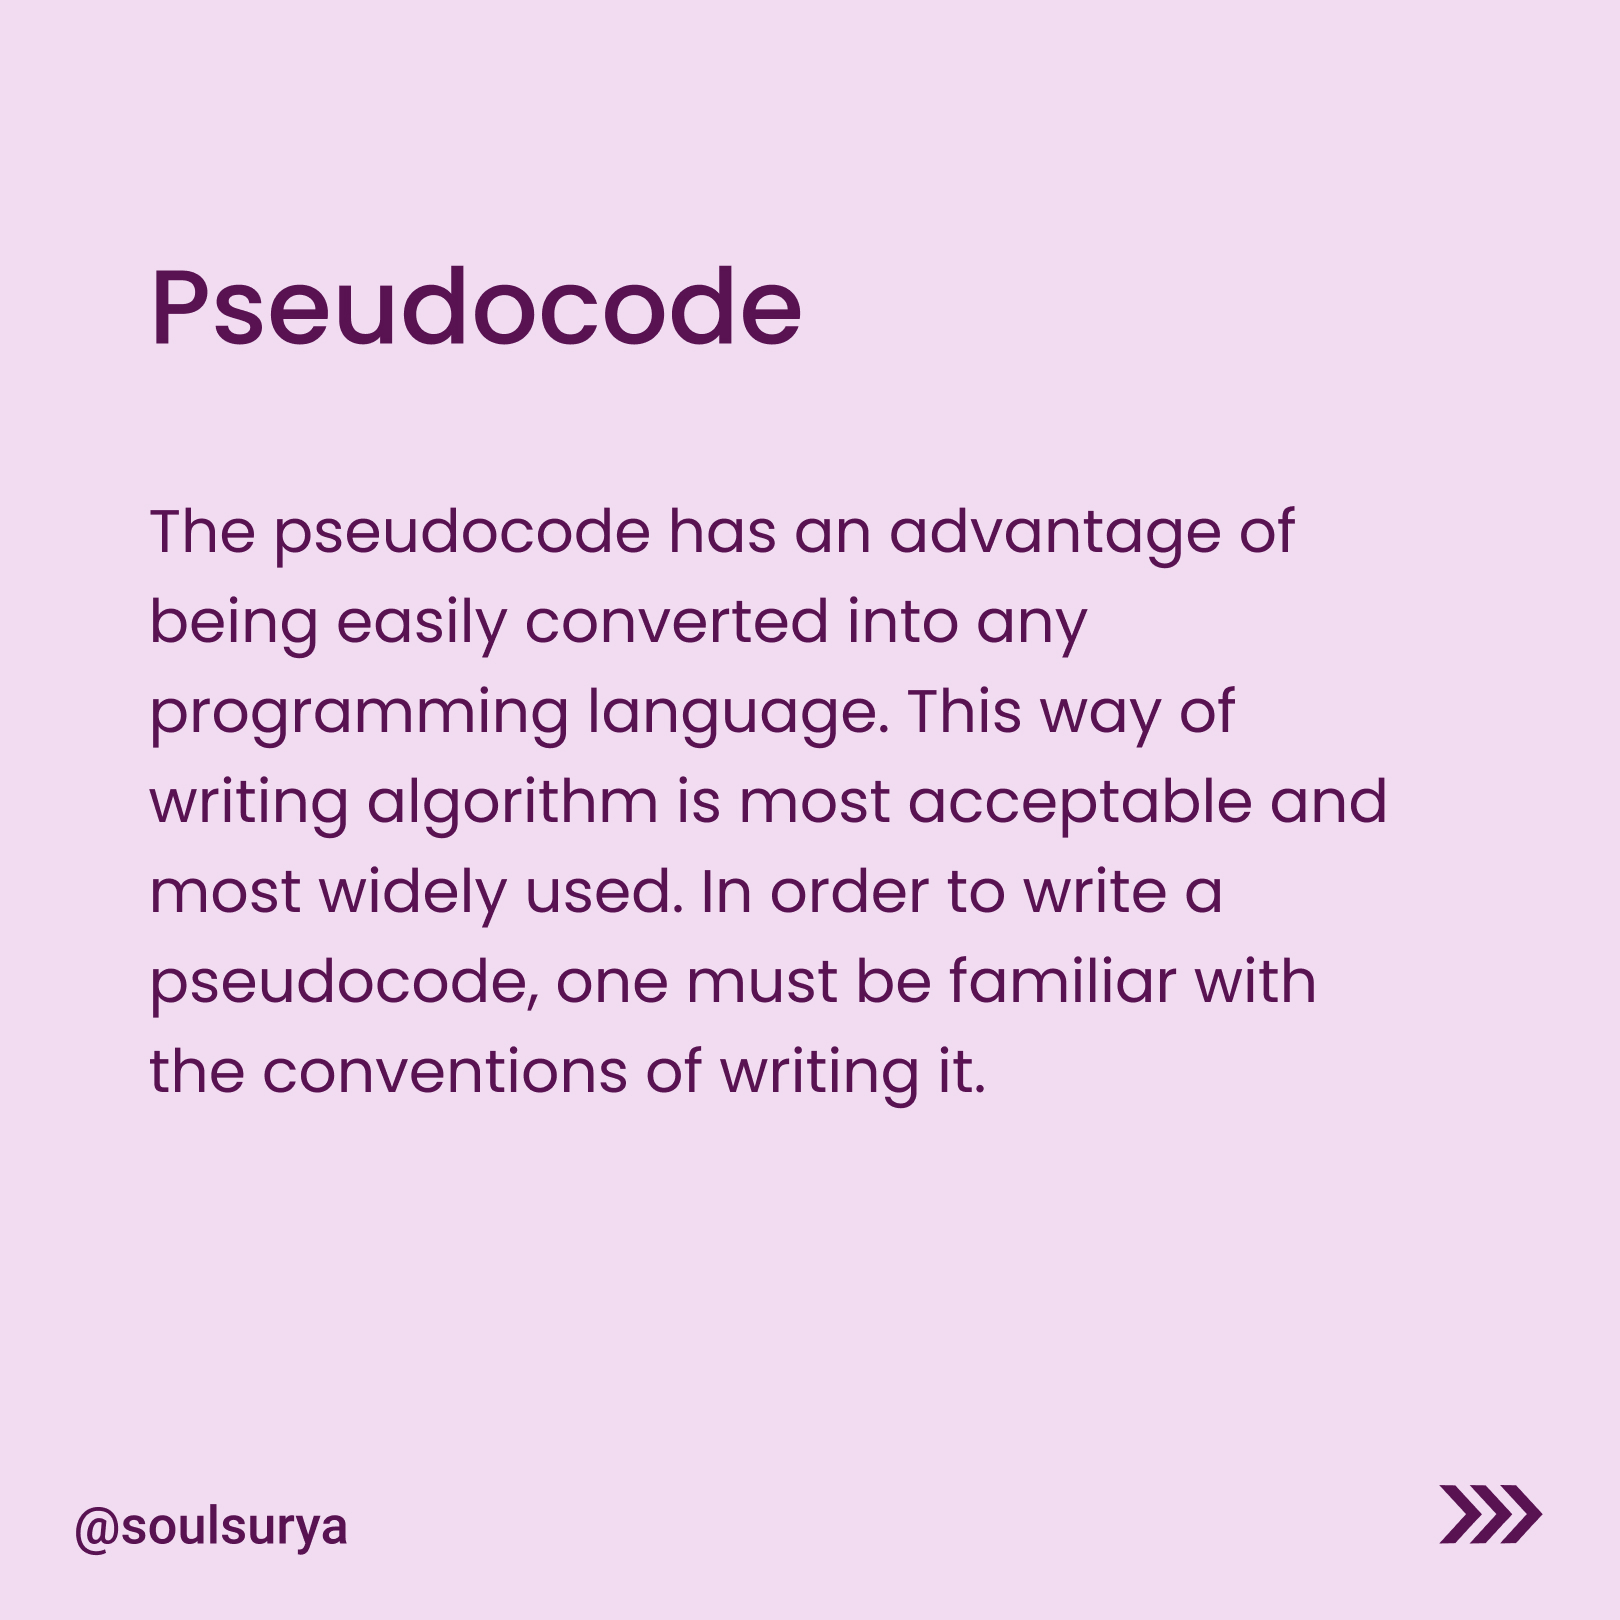 Pseudocode
The pseudocode has an advantage of
being easily converted into any
programming language. This way of
writing algorithm is most acceptable and
most widely used. In order to write a
pseudocode, one must be familiar with
the conventions of writing it.
@soulsurya